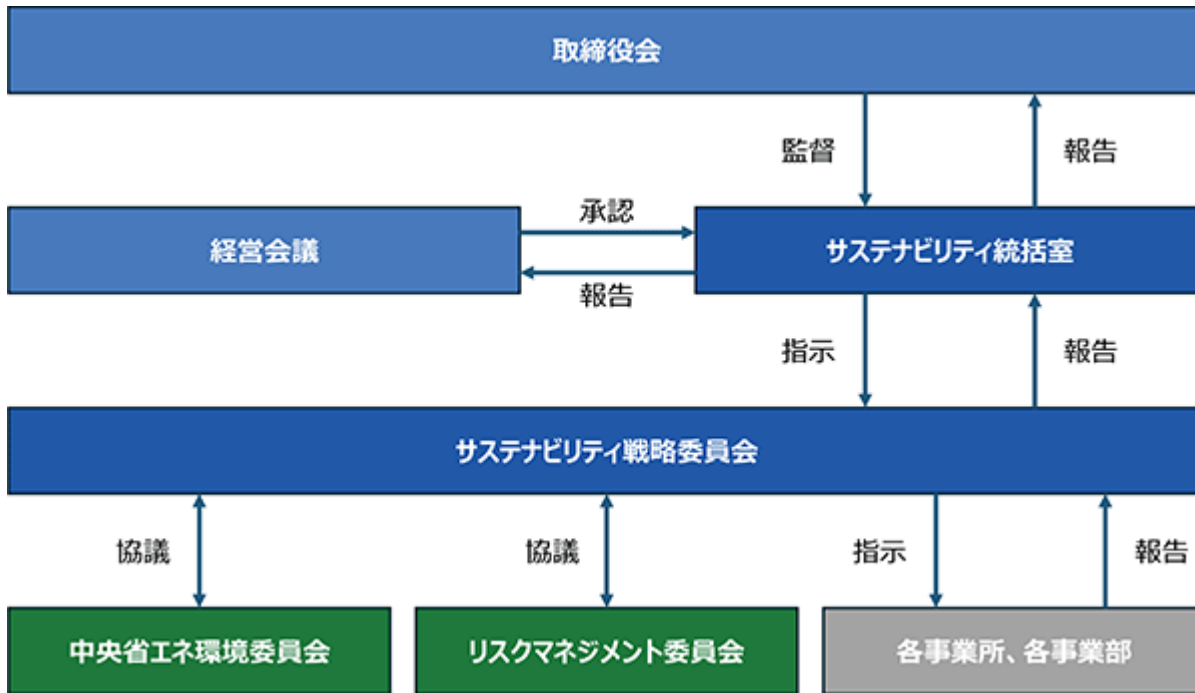 取締役会
監督
報告
承認
経営会議
サステナビリティ統括室
報告
指示
報告
サステナビリティ戦略委員会
協議
協議
指示
報告
中央省エネ環境委員会
リスクマネジメント委員会
各事業所、各事業部